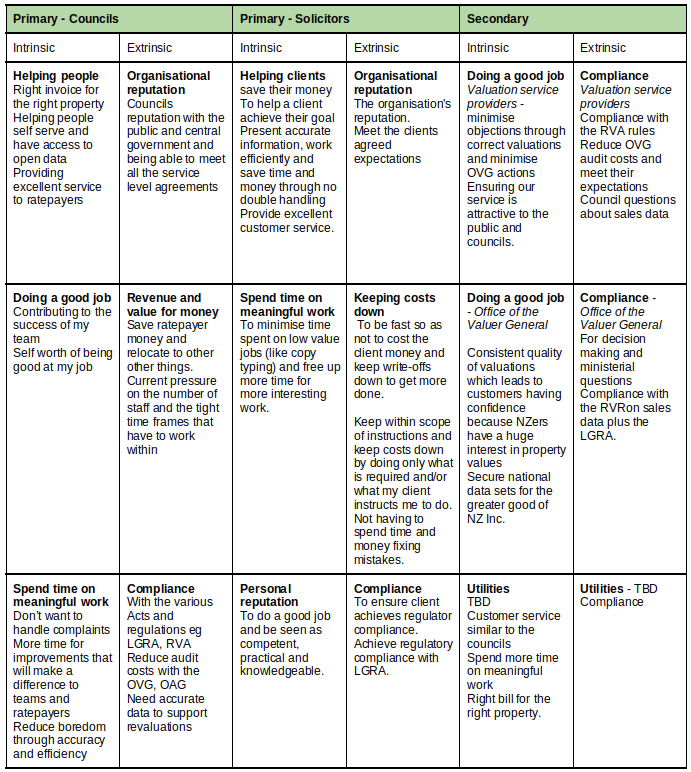 Primary - Councils
Primary - Solicitors
Secondary
Intrinsic
Extrinsic
Intrinsic
Extrinsic
Intrinsic
Extrinsic
Helping people
Right invoice for
the right property
Helping people
self serve and
have access to
open data
Providing
excellent service
to ratepayers
Organisational
reputation
Councils
reputation with the
public and central
government and
being able to meet
all the service
level agreements
Helping clients
save their money
To help a client
achieve their goal
Present accurate
information, work
efficiently and
save time and
money through no
double handling
Provide excellent
customer service.
Organisational
reputation
The organisation's
reputation.
Meet the clients
agreed
expectations
Doing a good job
Valuation service
providers -
minimise
objections through
correct valuations
and minimise
OVG actions
Ensuring our
service is
attractive to the
public and
councils.
Compliance
Valuation service
providers
Compliance with
the RVA rules
Reduce OVG
audit costs and
meet their
expectations
Council questions
about sales data
Doing a good job
Contributing to the
success of my
team
Self worth of being
good at my job
Revenue and
value for money
Save ratepayer
money and
relocate to other
other things.
Current pressure
on the number of
staff and the tight
time frames that
have to work
within
Spend time on
meaningful work
To minimise time
spent on low value
jobs (like copy
typing) and free up
more time for
more interesting
work.
Keeping costs
down
To be fast so as
not to cost the
client money and
keep write-offs
down to get more
done.
Keep within scope
of instructions and
keep costs down
by doing only what
is required and/or
what my client
instructs me to do.
Not having to
spend time and
money fixing
mistakes.
Doing a good job
- Office of the
Valuer General
Consistent quality
of valuations
which leads to
customers having
confidence
because NZers
have a huge
interest in property
values
Secure national
data sets for the
greater good of
NZ Inc.
Compliance -
Office of the
Valuer General
For decision
making and
ministerial
questions
Compliance with
the RVRon sales
data plus the
LGRA.
Spend time on
meaningful work
Don't want to
handle complaints
More time for
improvements that
will make a
difference to
teams and
ratepayers
Reduce boredom
through accuracy
and efficiency
Compliance
With the various
Acts and
regulations eg
LGRA, RVA
Reduce audit
costs with the
OVG, OAG
Need accurate
data to support
revaluations
Personal
reputation
To do a good job
and be seen as
competent,
practical and
knowledgeable.
Compliance
To ensure client
achieves regulator
compliance.
Achieve regulatory
compliance with
LGRA.
Utilities
TBD
Customer service
similar to the
councils
Spend more time
on meaningful
work
Right bill for the
right property.
Utilities - TBD
Compliance